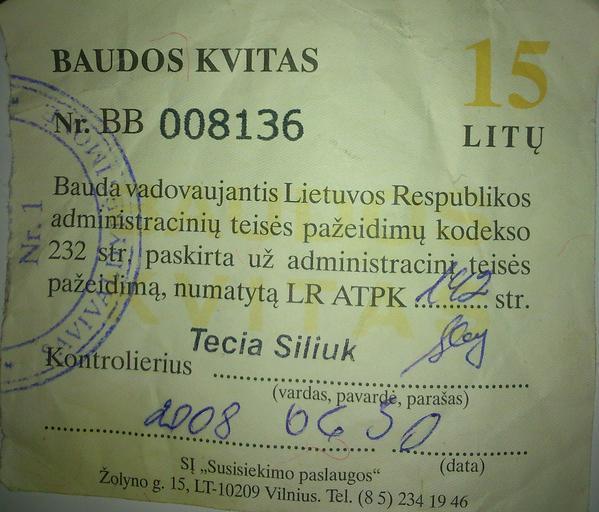 BAUDOS KVITAS
15
Nr. BB 008136
LITŲ
Bauda vadovaujantis Lietuvos Respublikos
administracinių teisės pažeidimų kodekso
232 str. paskirta už administracinį teisės
pažeidimą, numatytą LR ATPK 142 str.
Kontrolierius Tecia Siliuk
(vardas, pavardė, parašas)
2008 06 30
(data)
SĮ „Susisiekimo paslaugos“
Žolyno g. 15, LT-10209 Vilnius. Tel. (8 5) 234 19 46
Nr. 1